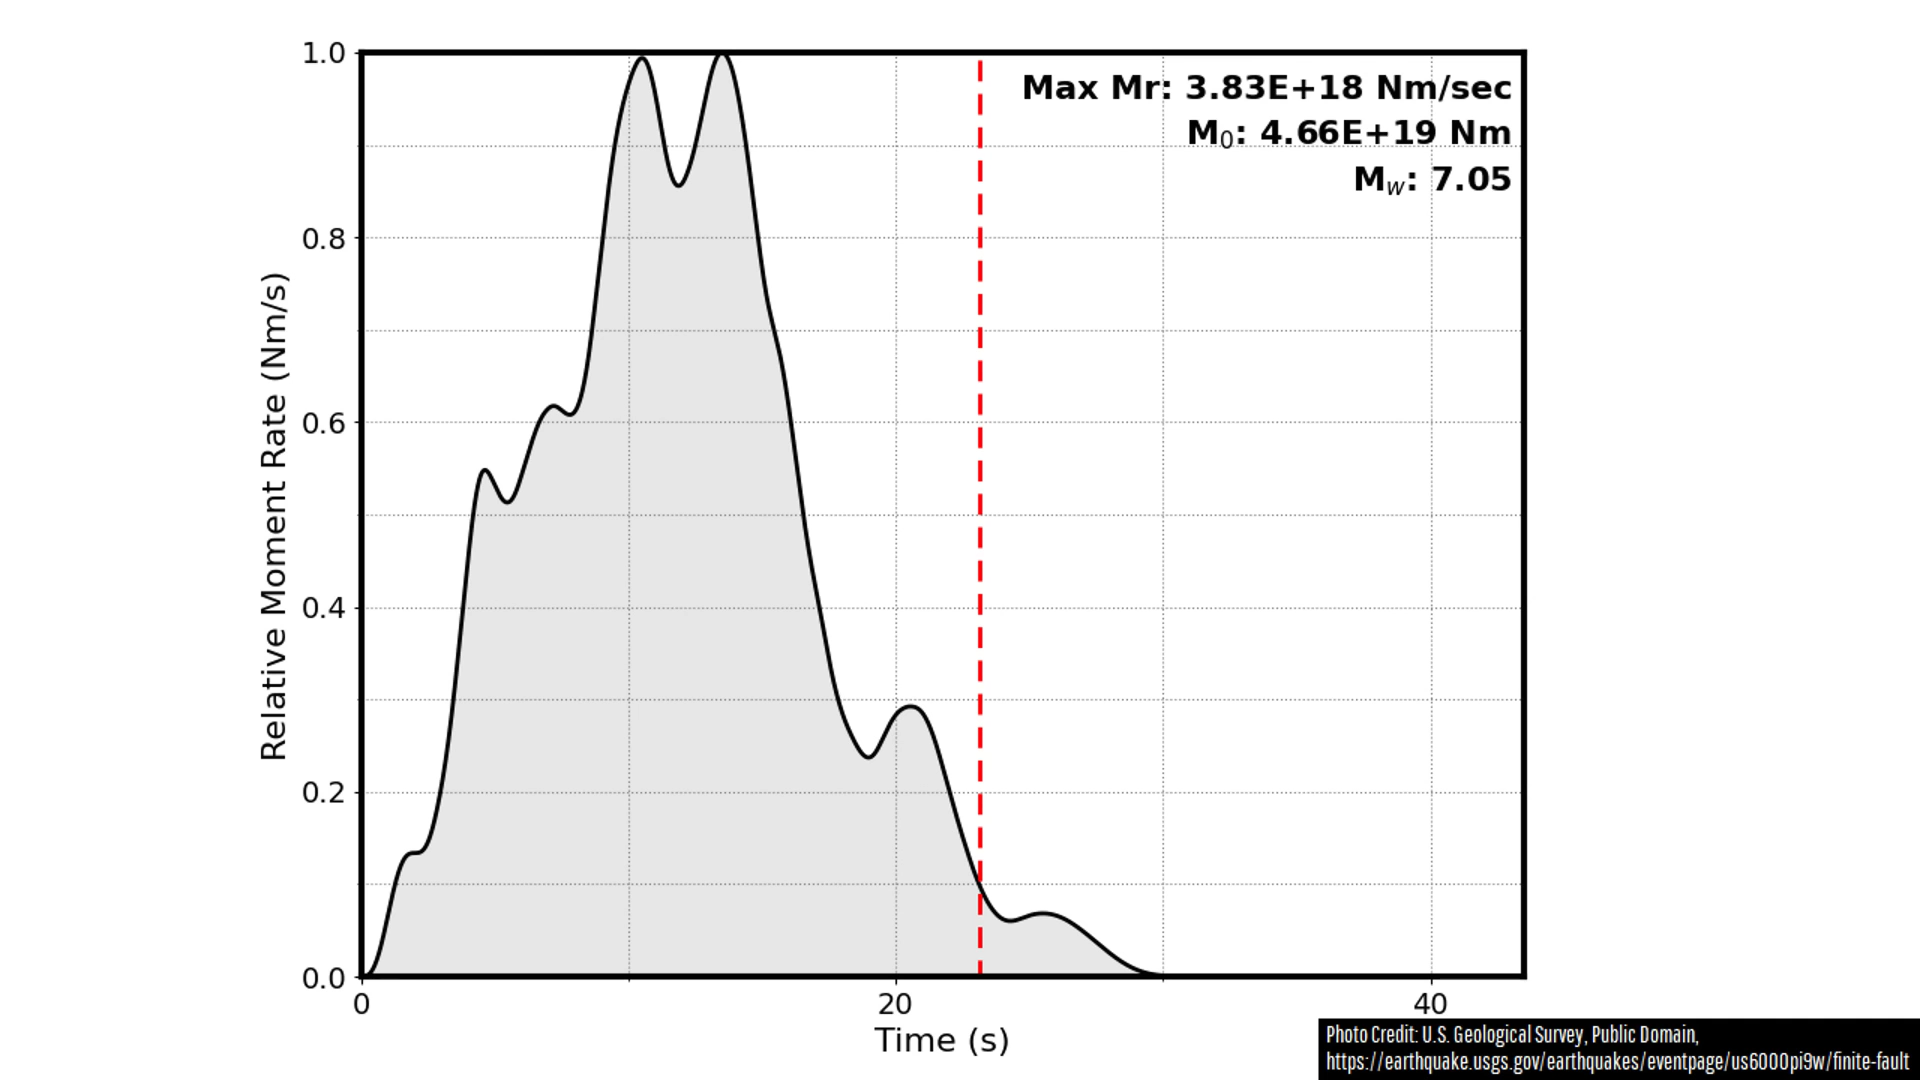 Max Mr: 3.83E+18 Nm/sec
M₀: 4.66E+19 Nm
M𝑤: 7.05
1.0
0.8
0.6
0.4
0.2
0.0
Relative Moment Rate (Nm/s)
0 20 40
Time (s)
Photo Credit: U.S. Geological Survey, Public Domain,
https://earthquake.usgs.gov/earthquakes/eventpage/us6000pi9w/finite-fault